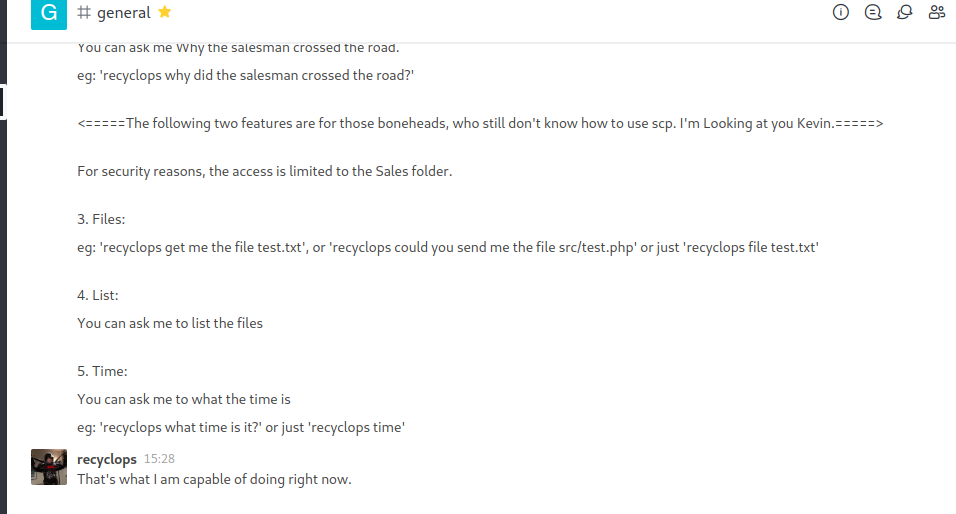 G # general
You can ask me Why the salesman crossed the road.
eg: 'recyclops why did the salesman crossed the road?'
<=====The following two features are for those boneheads, who still don't know how to use scp. I'm Looking at you Kevin.=====>
For security reasons, the access is limited to the Sales folder.
3. Files:
eg: 'recyclops get me the file test.txt', or 'recyclops could you send me the file src/test.php' or just 'recyclops file test.txt'
4. List:
You can ask me to list the files
5. Time:
You can ask me to what the time is
eg: 'recyclops what time is it?' or just 'recyclops time'
recyclops 15:28
That's what I am capable of doing right now.